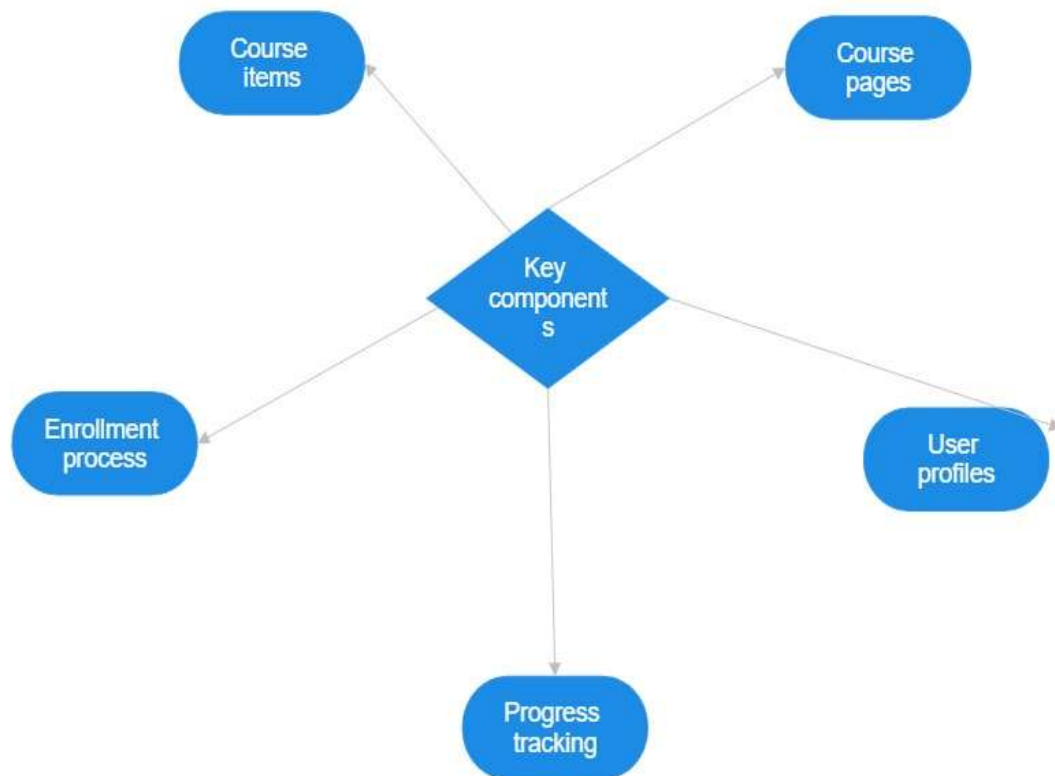 Course
items
Course
pages
Key
component
s
Enrollment
process
User
profiles
Progress
tracking